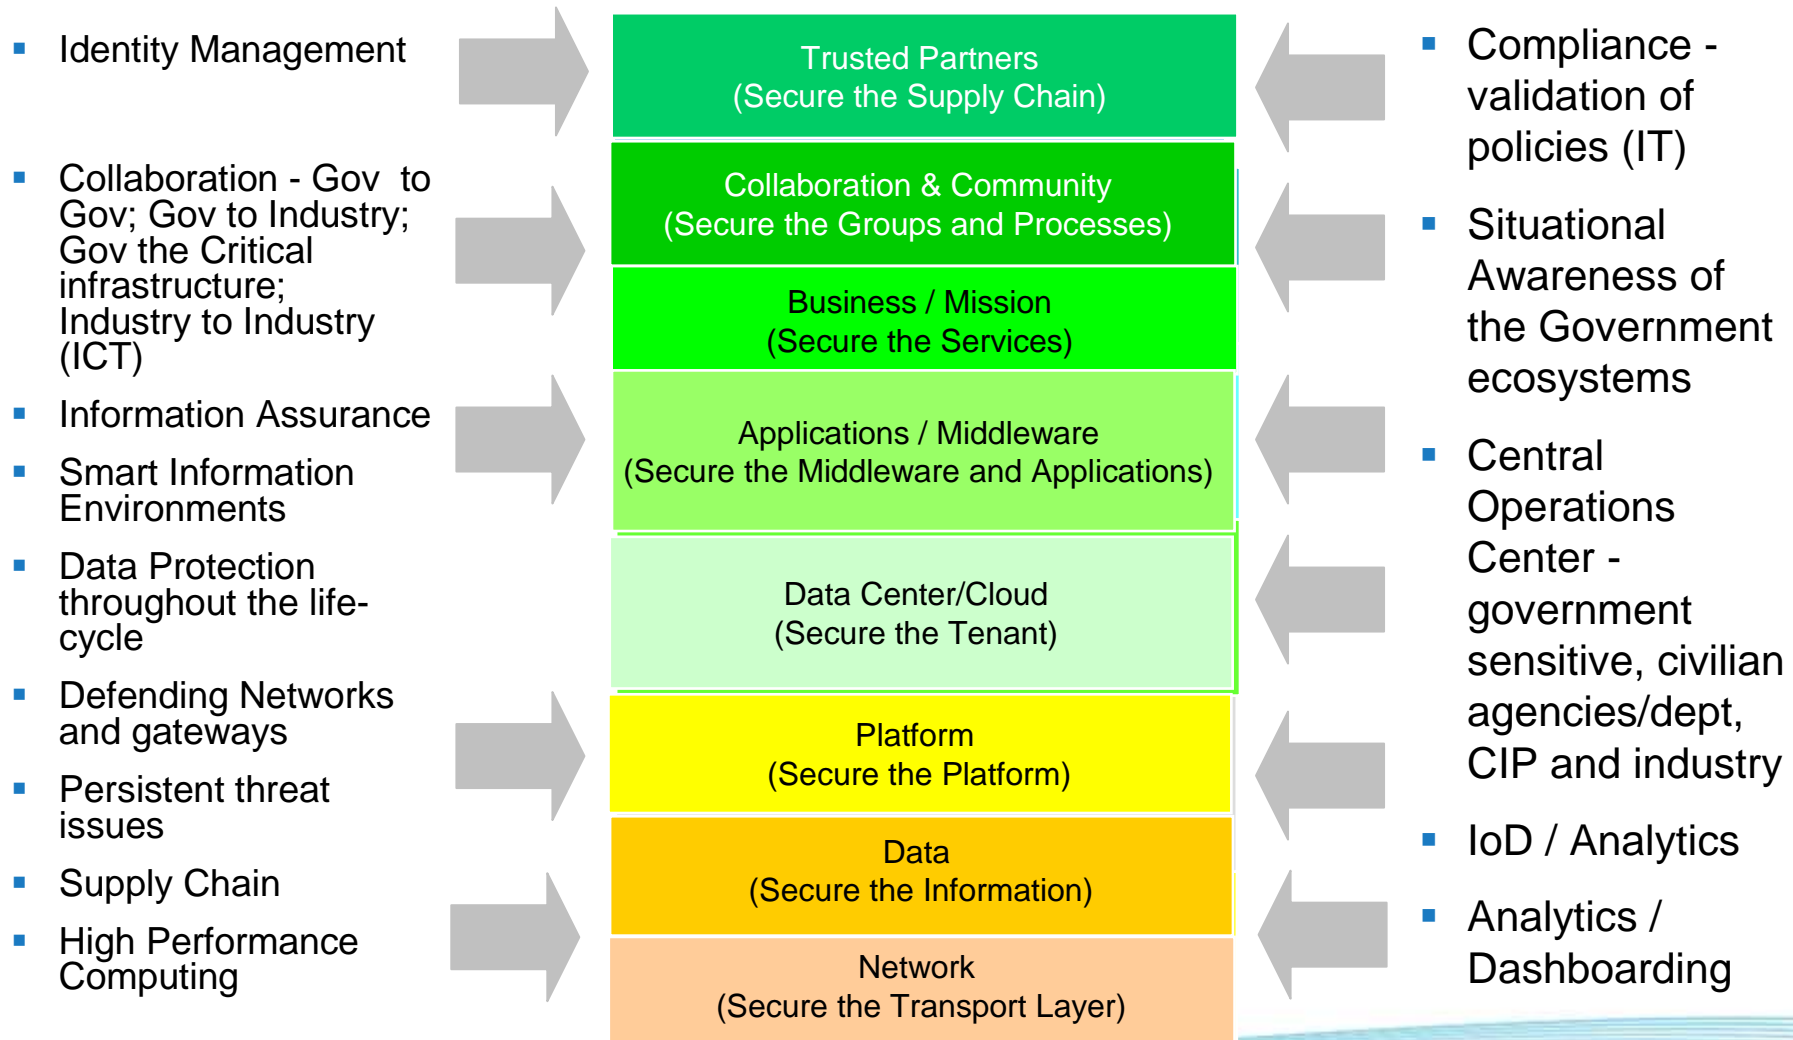 Identity Management
Collaboration - Gov to
Gov; Gov to Industry;
Gov the Critical
infrastructure;
Industry to Industry
(ICT)
Information Assurance
Smart Information
Environments
Data Protection
throughout the life-
cycle
Defending Networks
and gateways
Persistent threat
issues
Supply Chain
High Performance
Computing
Trusted Partners
(Secure the Supply Chain)
Collaboration & Community
(Secure the Groups and Processes)
Business / Mission
(Secure the Services)
Applications / Middleware
(Secure the Middleware and Applications)
Data Center/Cloud
(Secure the Tenant)
Platform
(Secure the Platform)
Data
(Secure the Information)
Network
(Secure the Transport Layer)
Compliance -
validation of
policies (IT)
Situational
Awareness of
the Government
ecosystems
Central
Operations
Center -
government
sensitive, civilian
agencies/dept,
CIP and industry
IoD / Analytics
Analytics /
Dashboarding